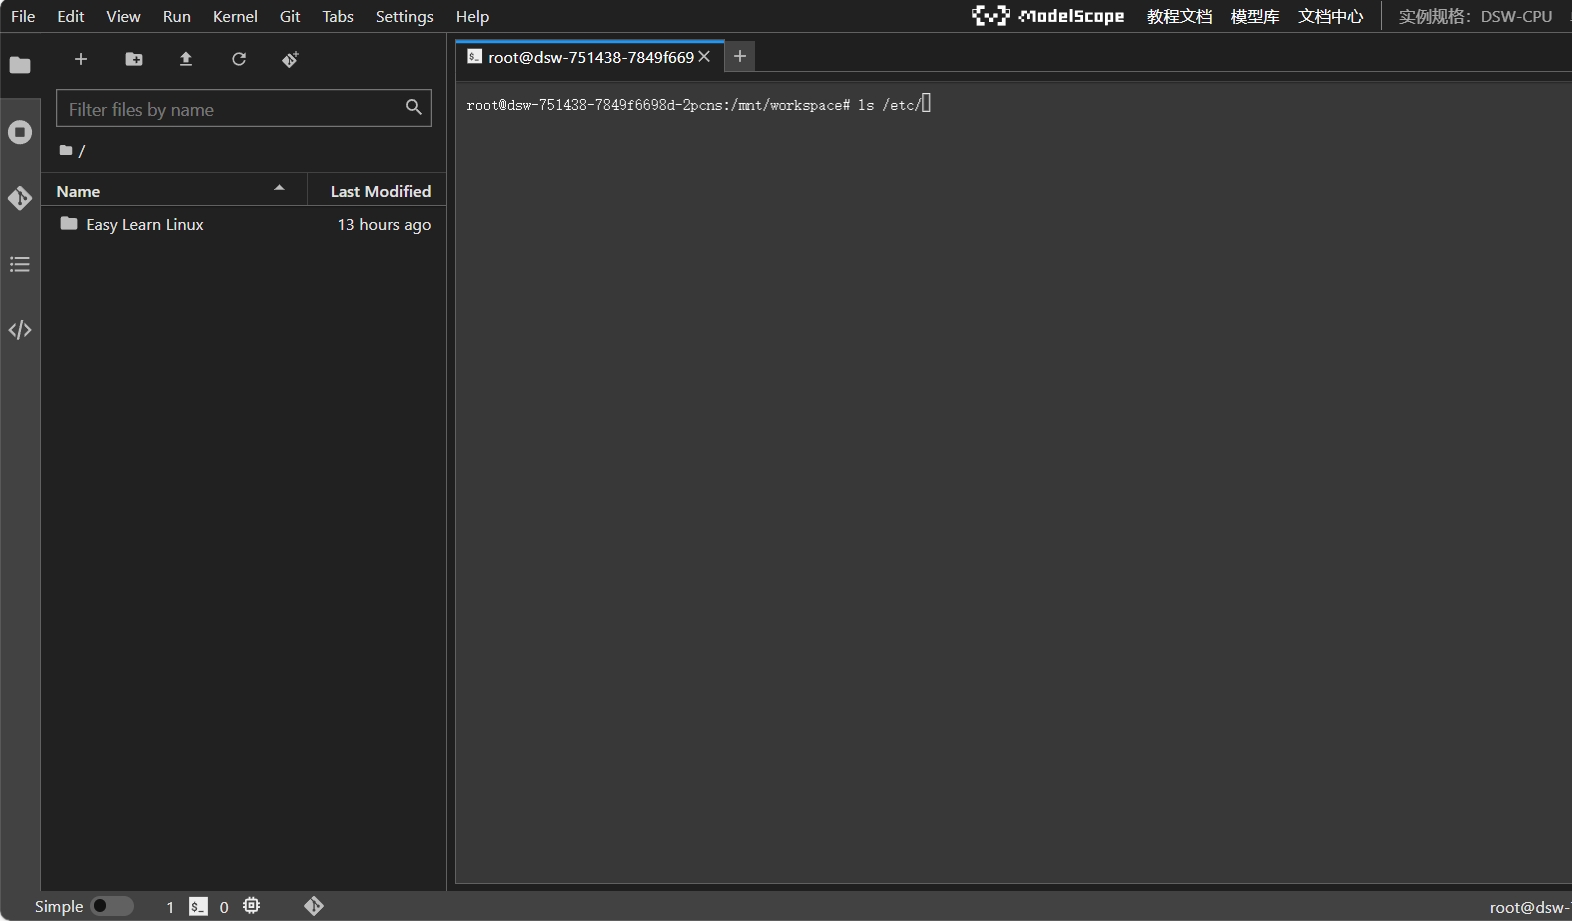 File Edit View Run Kernel Git Tabs Settings Help
ModelScope 教程文档 模型库 文档中心 实例规格：DSW-CPU
root@dsw-751438-7849f669
Filter files by name
/
Name Last Modified
Easy Learn Linux 13 hours ago
root@dsw-751438-7849f6698d-2pcns:/mnt/workspace# ls /etc/
Simple 1 $_ 0
root@dsw-